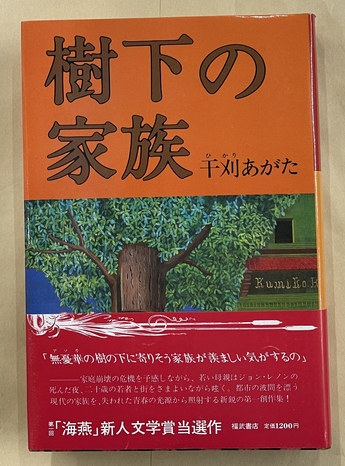 樹下の
家族
ひかり
干刈あがた
Kumiko K
アソカ
「無憂華の樹の下に寄りそう家族が羨ましい気がするの」
――家庭崩壊の危機を予感しながら、若い母親はジョン・レノンの
死んだ夜、二十歳の若者と街をさまよいながら呟く。都市の波間を漂う
現代の家族を、失われた青春の光源から照射する新鋭の第一創作集!
第一回「海燕」新人文学賞当選作 福武書店 定価1200円